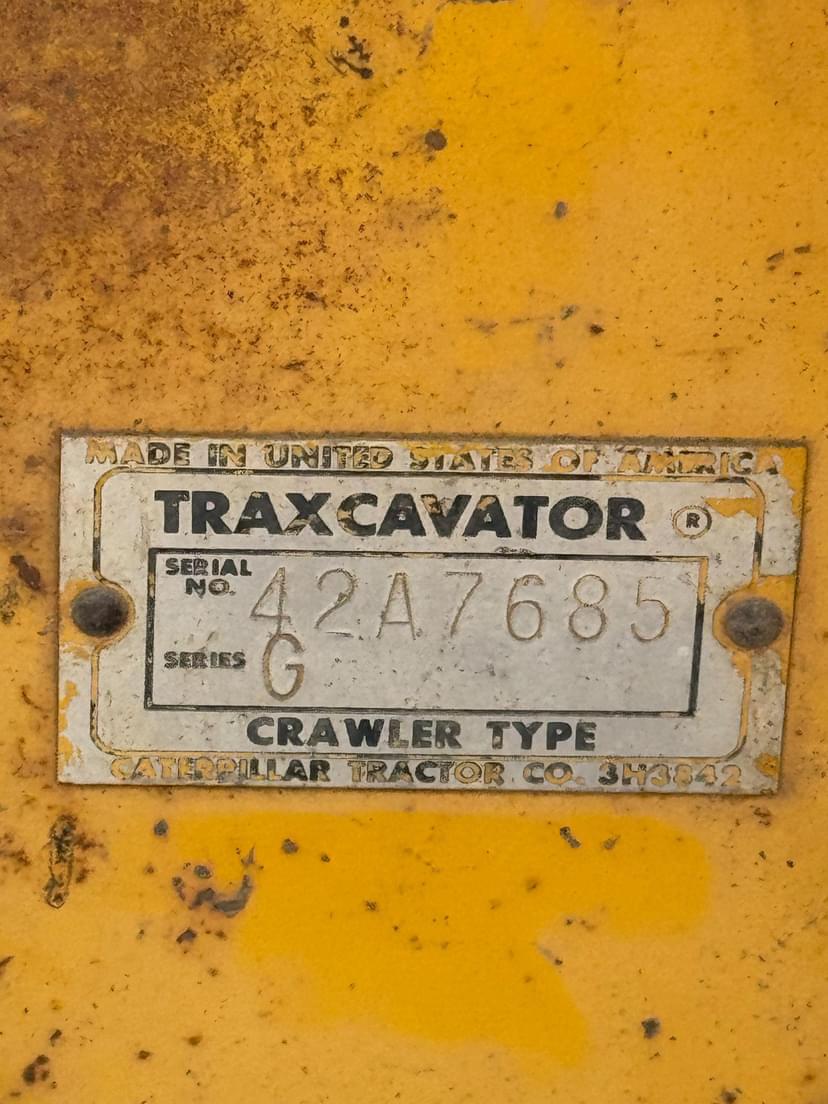 MADE IN UNITED STATES OF AMERICA
TRAXCAVATOR ®
SERIAL NO. 42A7685
SERIES G
CRAWLER TYPE
CATERPILLAR TRACTOR CO. 3H3842